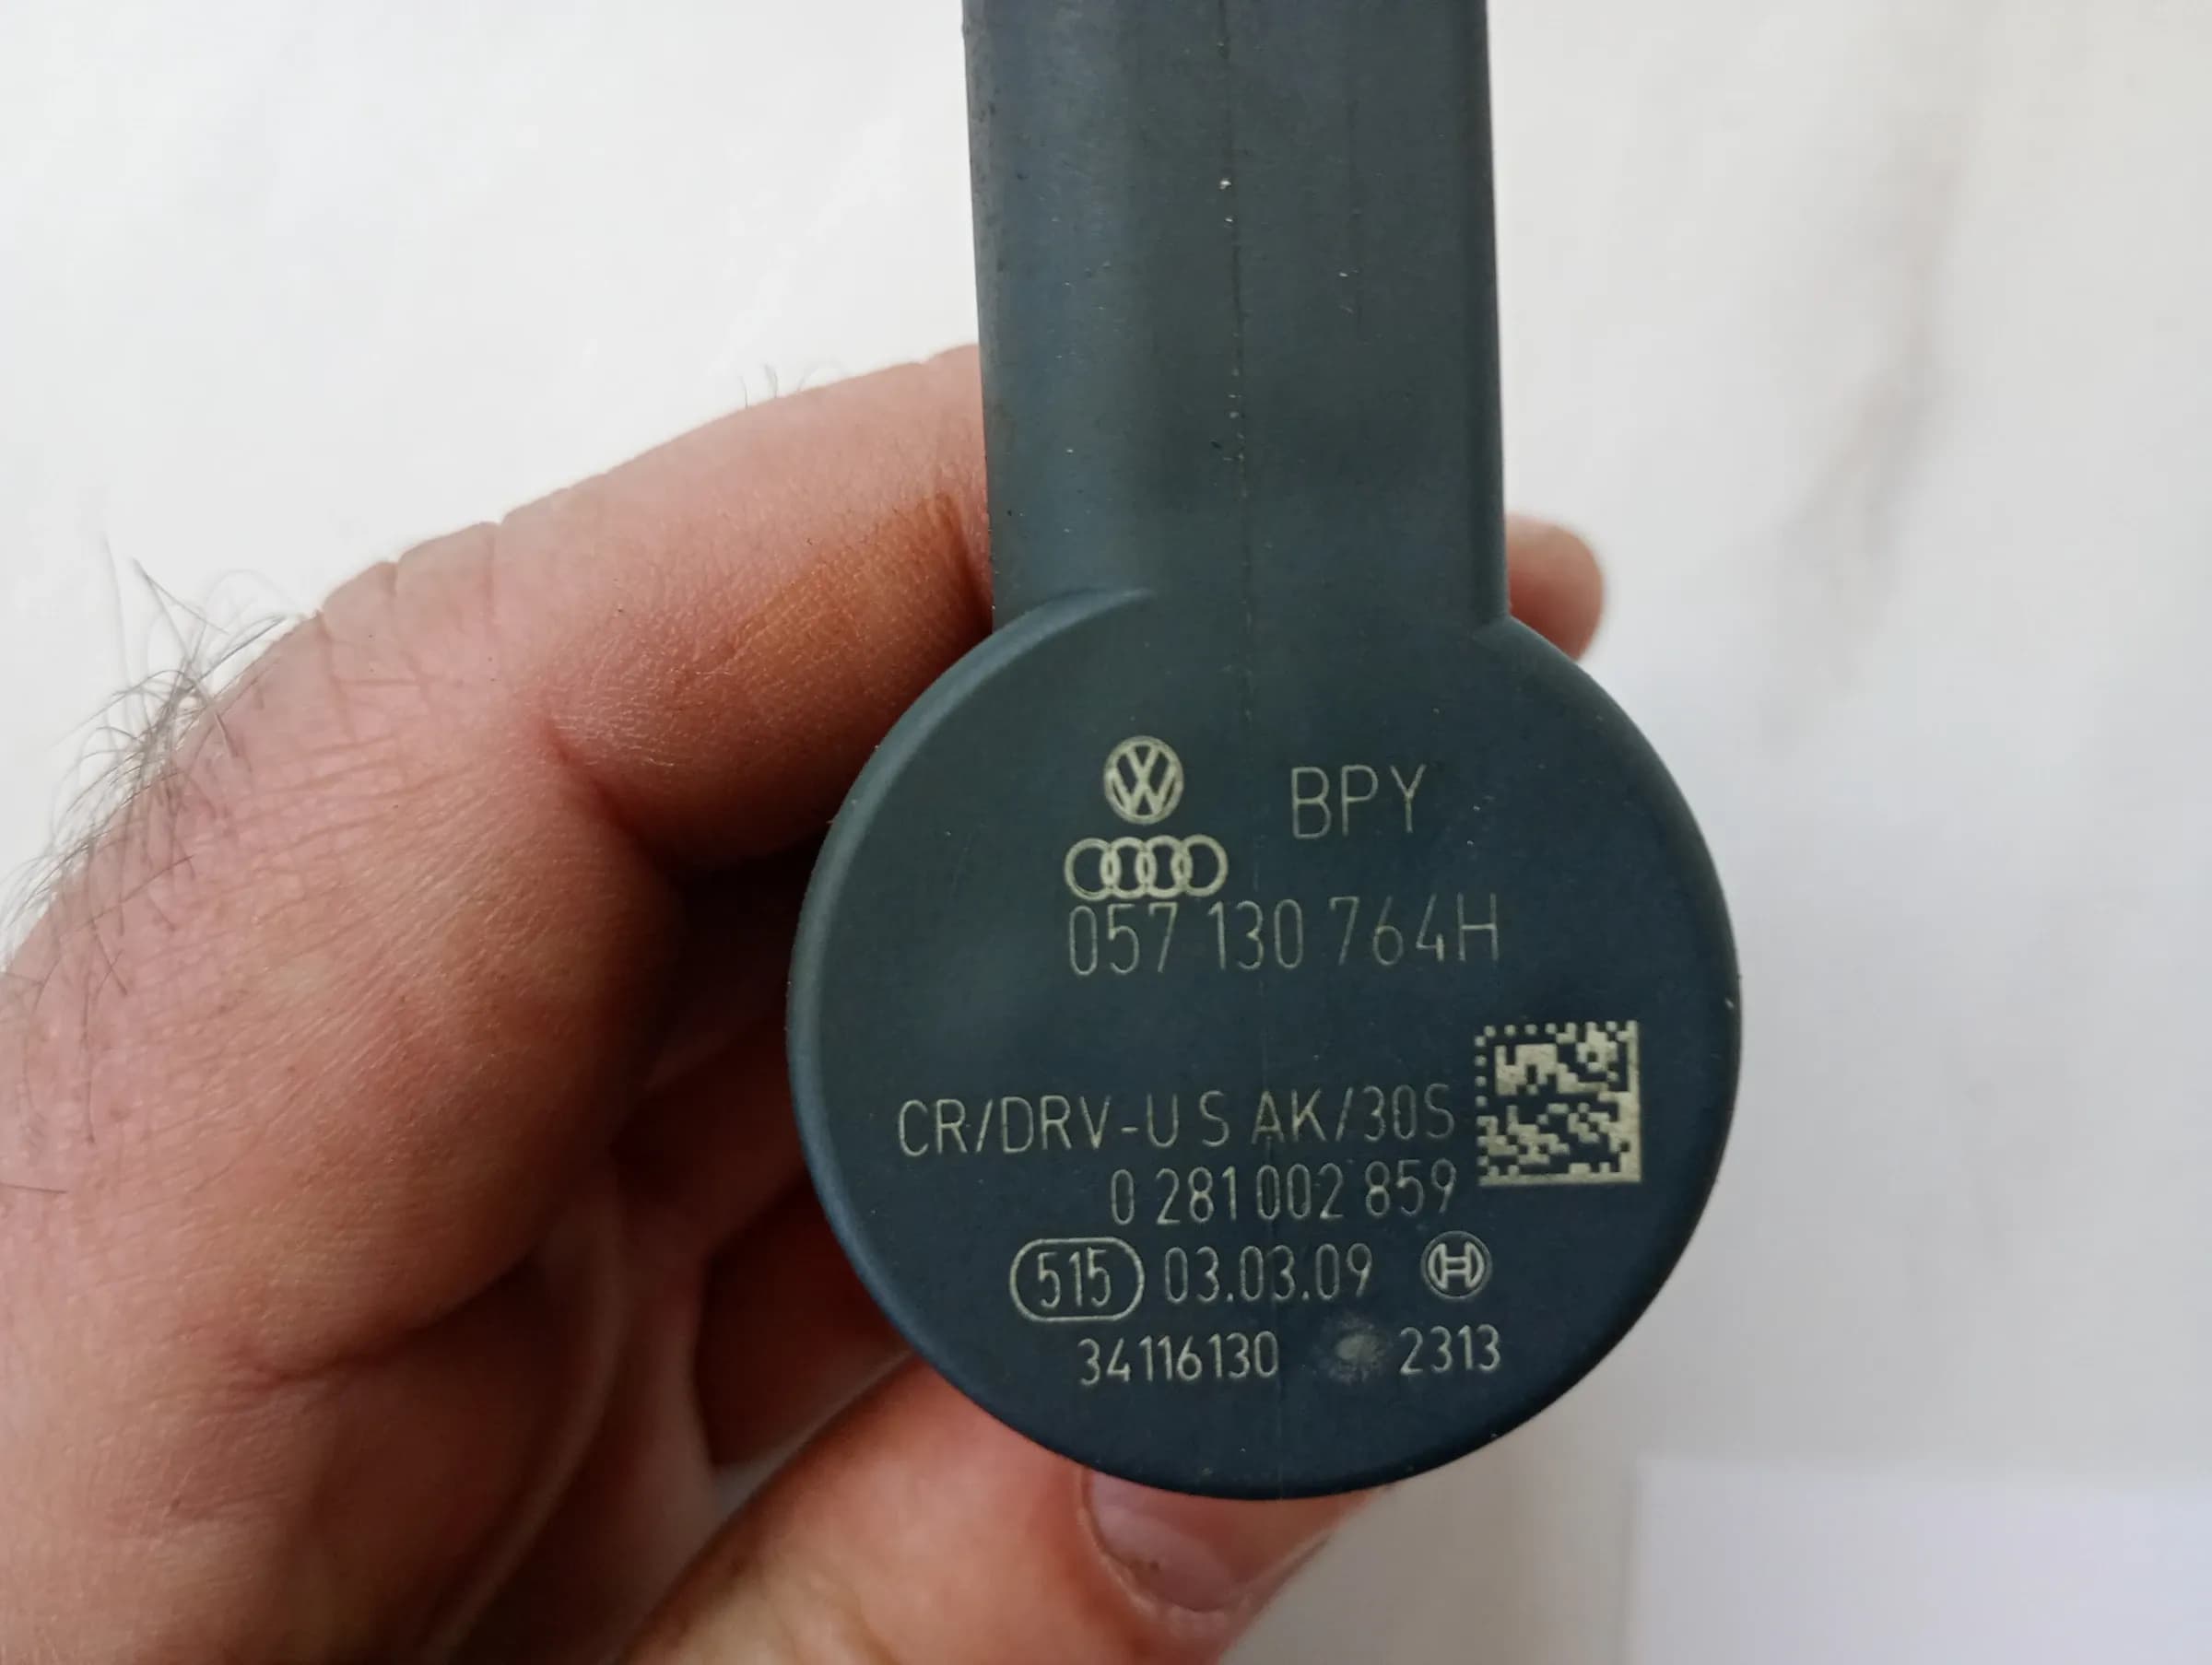 BPY
057 130 764H
CR/DRV-U S AK/30S
0 281 002 859
515 03.03.09
34116130 2313